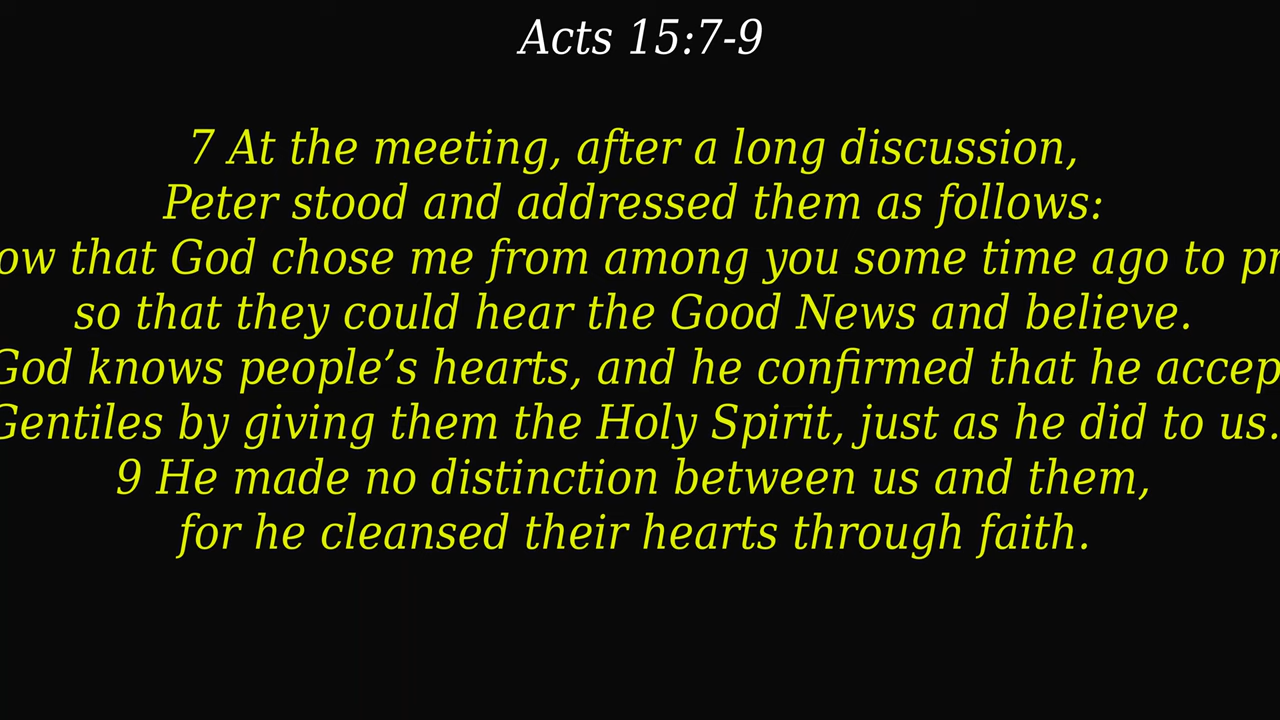 Acts 15:7-9
7 At the meeting, after a long discussion,
Peter stood and addressed them as follows:
that God chose me from among you some time ago to
so that they could hear the Good News and believe.
God knows people’s hearts, and he confirmed that he
Gentiles by giving them the Holy Spirit, just as he did to us.
9 He made no distinction between us and them,
for he cleansed their hearts through faith.